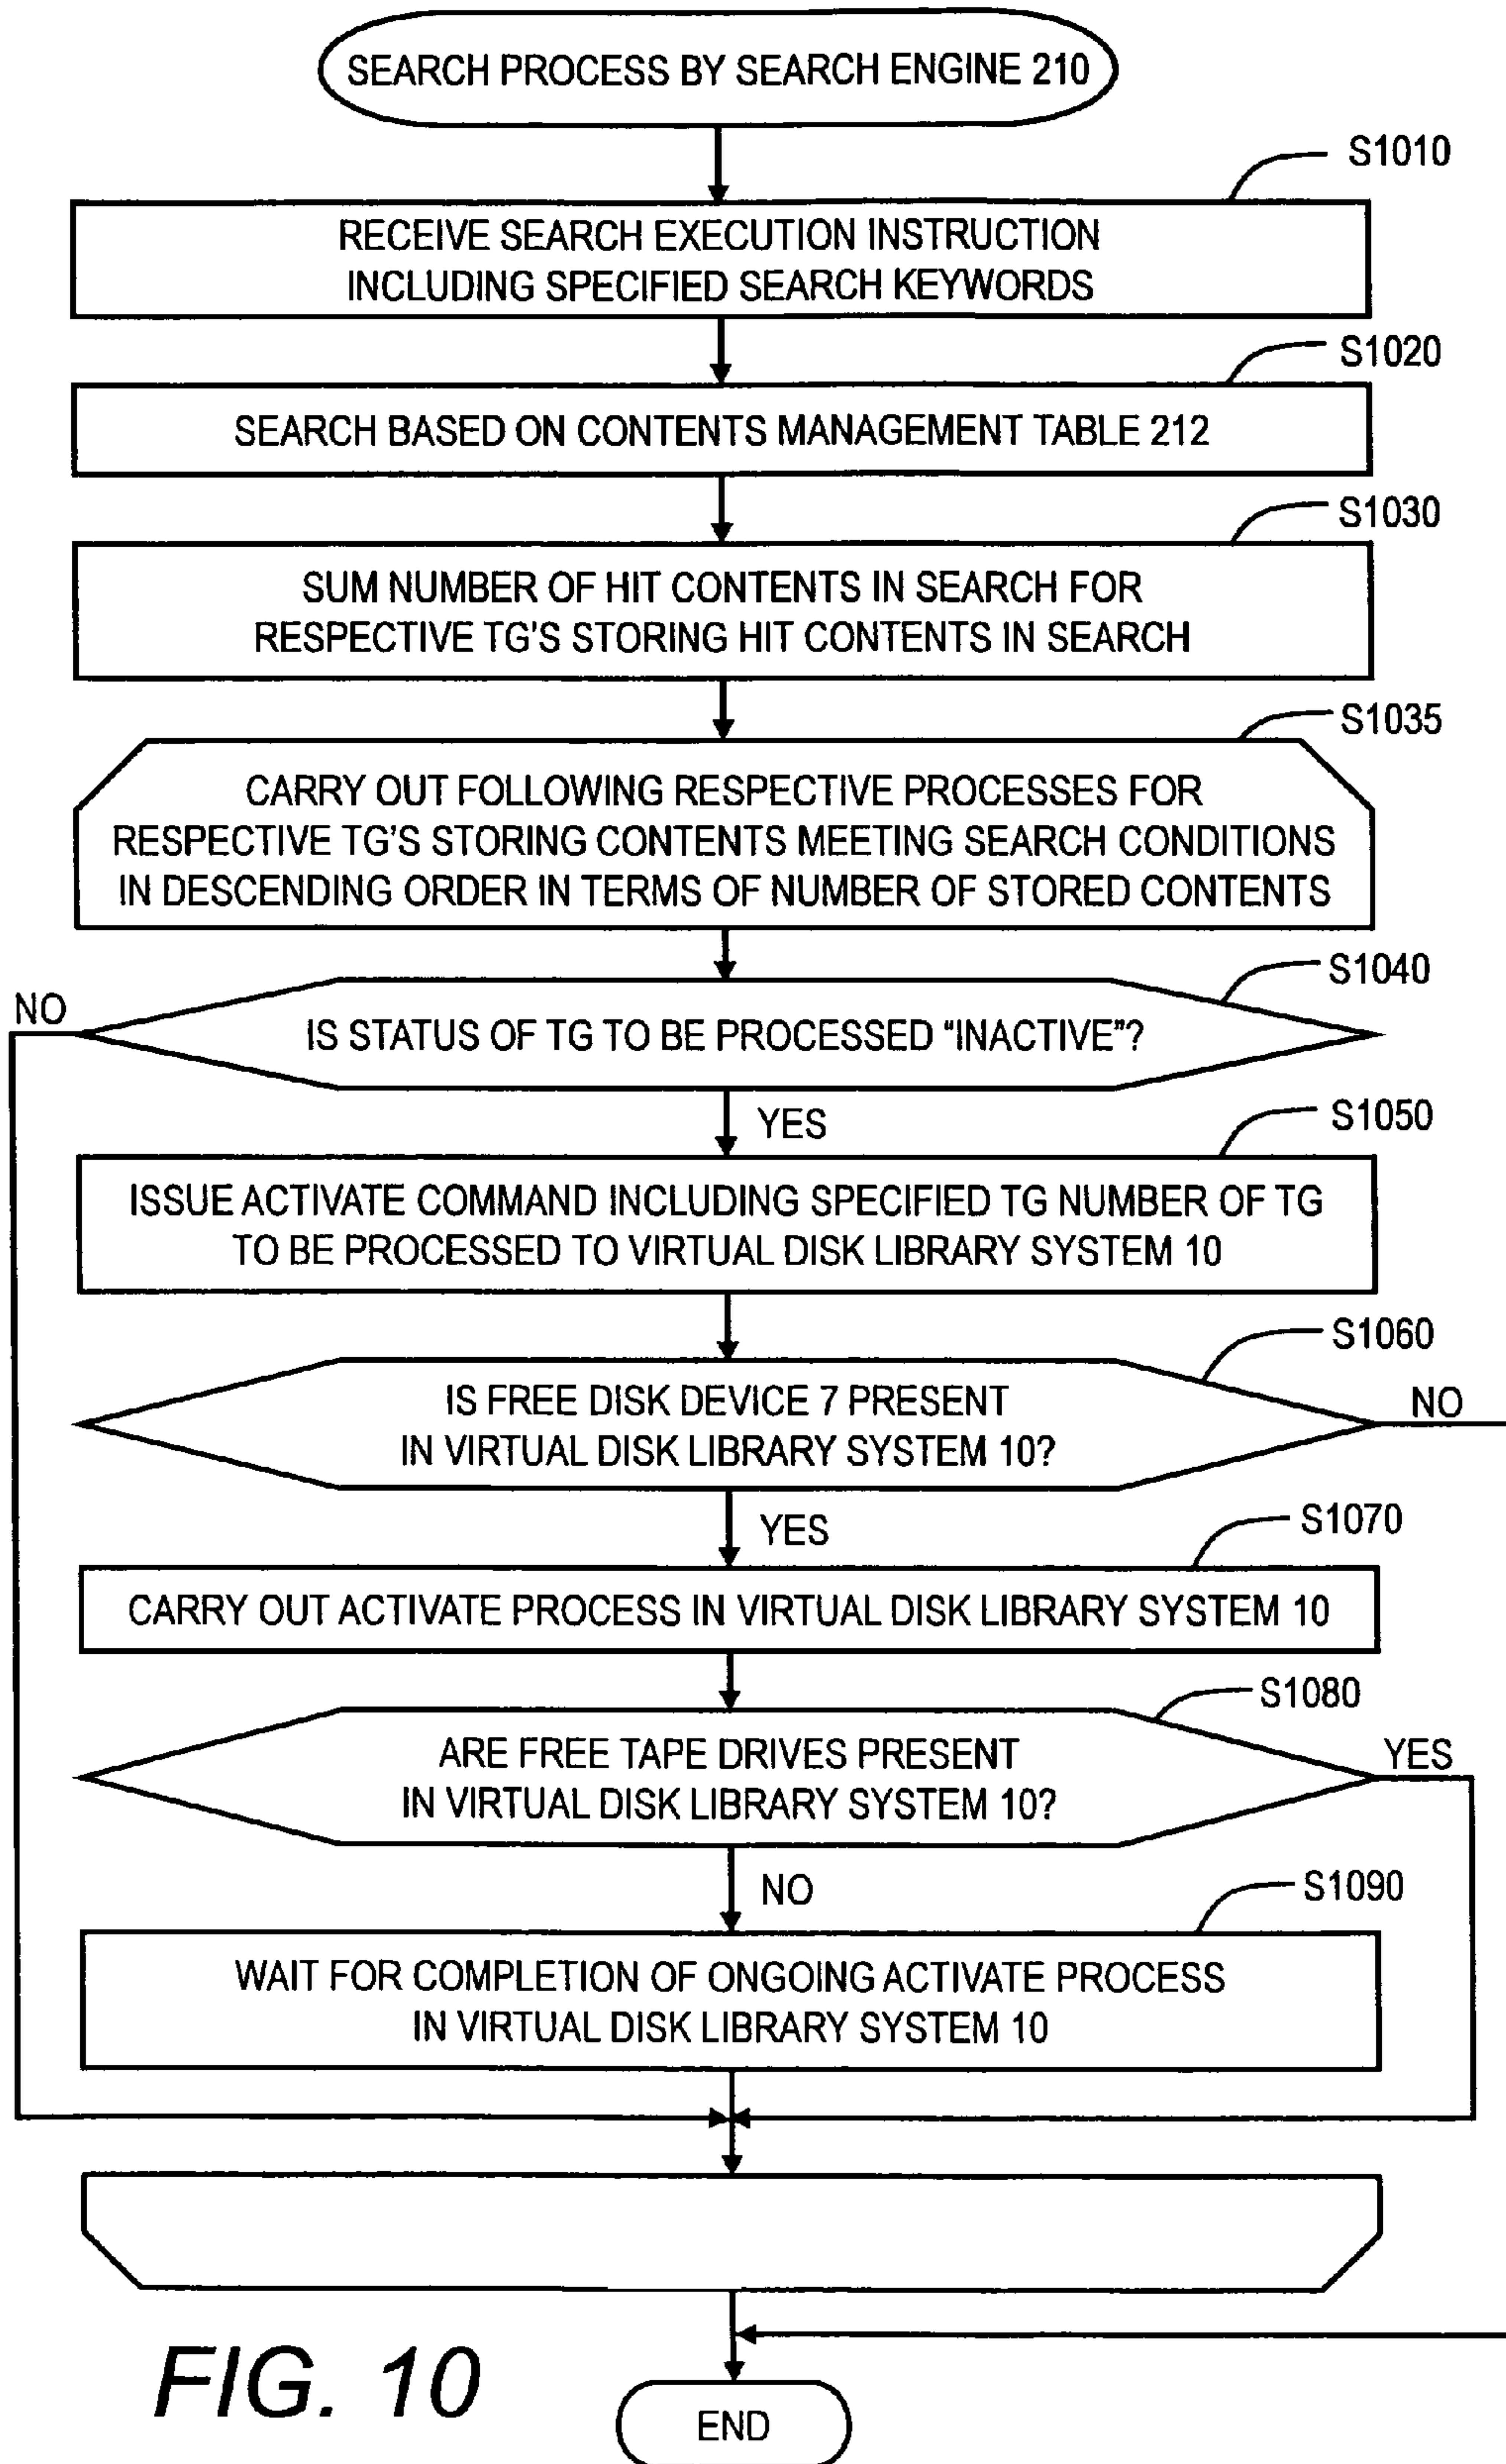 SEARCH PROCESS BY SEARCH ENGINE 210
S1010
RECEIVE SEARCH EXECUTION INSTRUCTION
INCLUDING SPECIFIED SEARCH KEYWORDS
S1020
SEARCH BASED ON CONTENTS MANAGEMENT TABLE 212
S1030
SUM NUMBER OF HIT CONTENTS IN SEARCH FOR
RESPECTIVE TG'S STORING HIT CONTENTS IN SEARCH
S1035
CARRY OUT FOLLOWING RESPECTIVE PROCESSES FOR
RESPECTIVE TG'S STORING CONTENTS MEETING SEARCH CONDITIONS
IN DESCENDING ORDER IN TERMS OF NUMBER OF STORED CONTENTS
S1040
NO
IS STATUS OF TG TO BE PROCESSED "INACTIVE"?
YES
S1050
ISSUE ACTIVATE COMMAND INCLUDING SPECIFIED TG NUMBER OF TG
TO BE PROCESSED TO VIRTUAL DISK LIBRARY SYSTEM 10
S1060
IS FREE DISK DEVICE 7 PRESENT
IN VIRTUAL DISK LIBRARY SYSTEM 10?
NO
YES
S1070
CARRY OUT ACTIVATE PROCESS IN VIRTUAL DISK LIBRARY SYSTEM 10
S1080
ARE FREE TAPE DRIVES PRESENT
IN VIRTUAL DISK LIBRARY SYSTEM 10?
YES
NO
S1090
WAIT FOR COMPLETION OF ONGOING ACTIVATE PROCESS
IN VIRTUAL DISK LIBRARY SYSTEM 10
FIG. 10
END